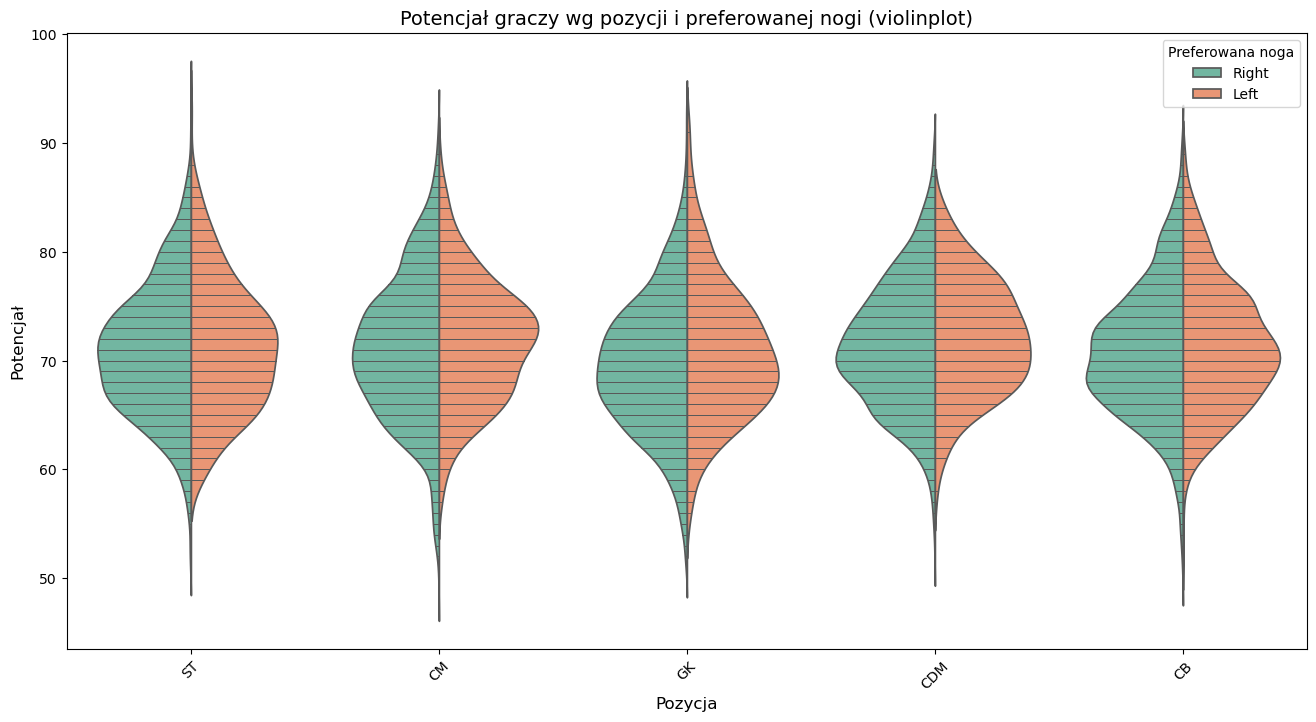 Potencjał graczy wg pozycji i preferowanej nogi (violinplot)
Preferowana noga
Right
Left
Potencjał
100
90
80
70
60
50
ST
CM
GK
CDM
CB
Pozycja